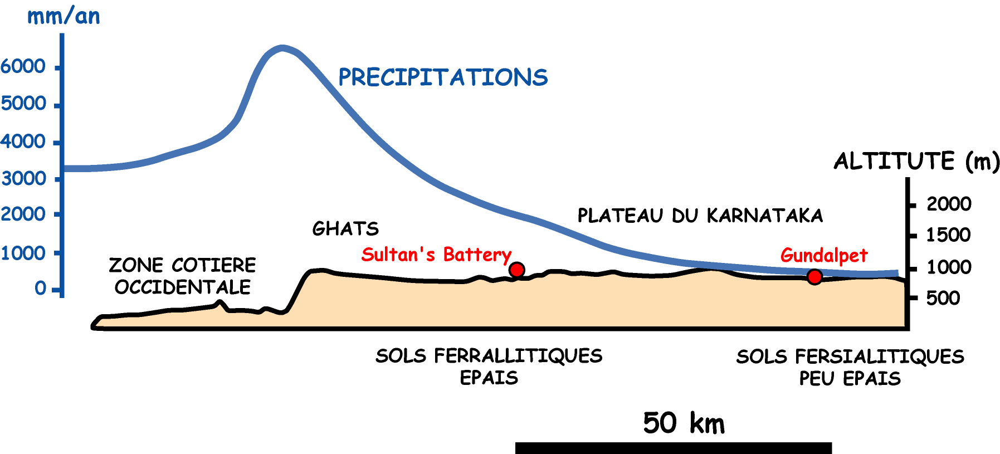 mm/an
6000
5000
4000
3000
2000
1000
0
PRECIPITATIONS
ALTITUTE (m)
2000
1500
1000
500
PLATEAU DU KARNATAKA
GHATS
Sultan's Battery
Gundalpet
ZONE COTIERE
OCCIDENTALE
SOLS FERRALLITIQUES
EPAIS
SOLS FERSIALITIQUES
PEU EPAIS
50 km